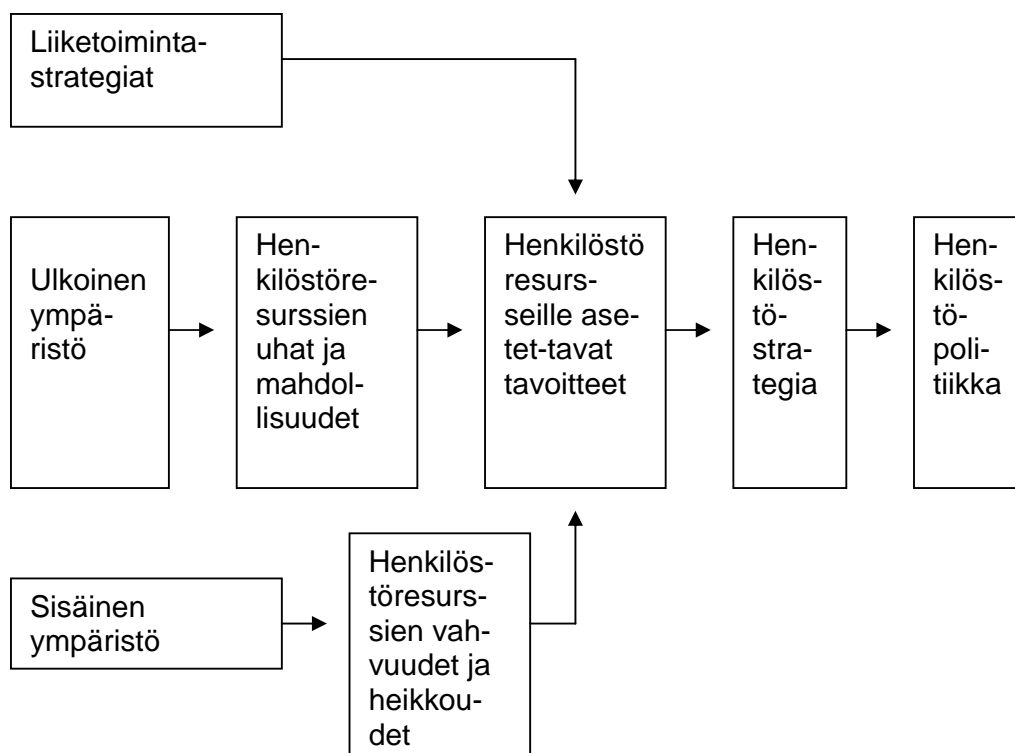 Liiketoiminta-
strategiat
Ulkoinen
ympä-
ristö
Hen-
kilöstöre-
surssien
uhat ja
mahdol-
lisuudet
Henkilöstö
resurs-
seille ase-
tet-tavat
tavoitteet
Hen-
kilös-
tö-
stra-
tegia
Hen-
kilös-
tö-
poli-
tiikka
Sisäinen
ympäristö
Henkilös-
töresurs-
sien vah-
vuudet ja
heikkou-
det